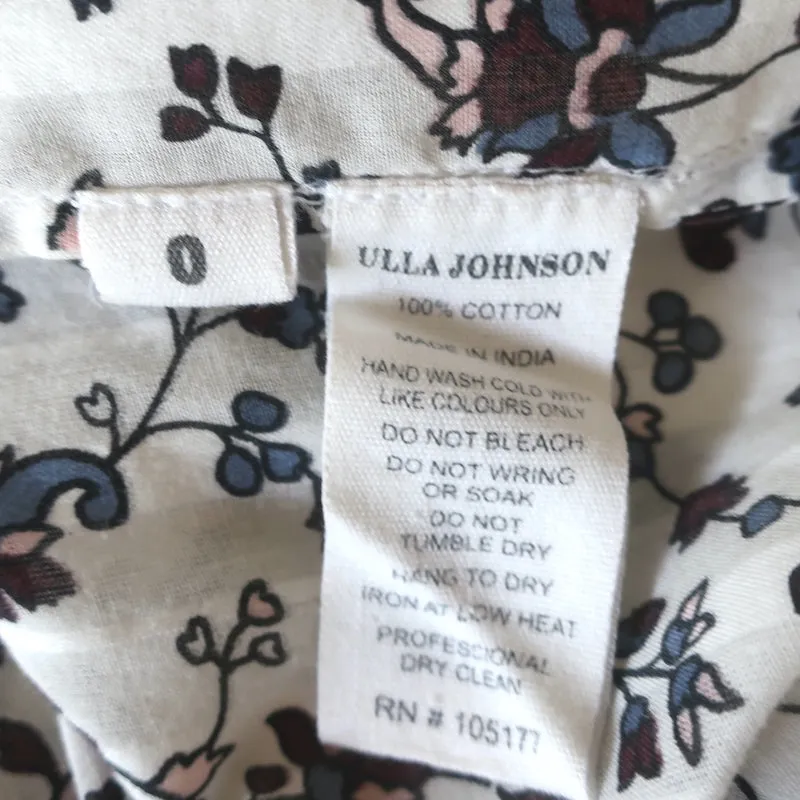 0
ULLA JOHNSON
100% COTTON
MADE IN INDIA
HAND WASH COLD WITH
LIKE COLOURS ONLY
DO NOT BLEACH
DO NOT WRING
OR SOAK
DO NOT
TUMBLE DRY
HANG TO DRY
IRON AT LOW HEAT
PROFESSIONAL
DRY CLEAN
RN # 105177